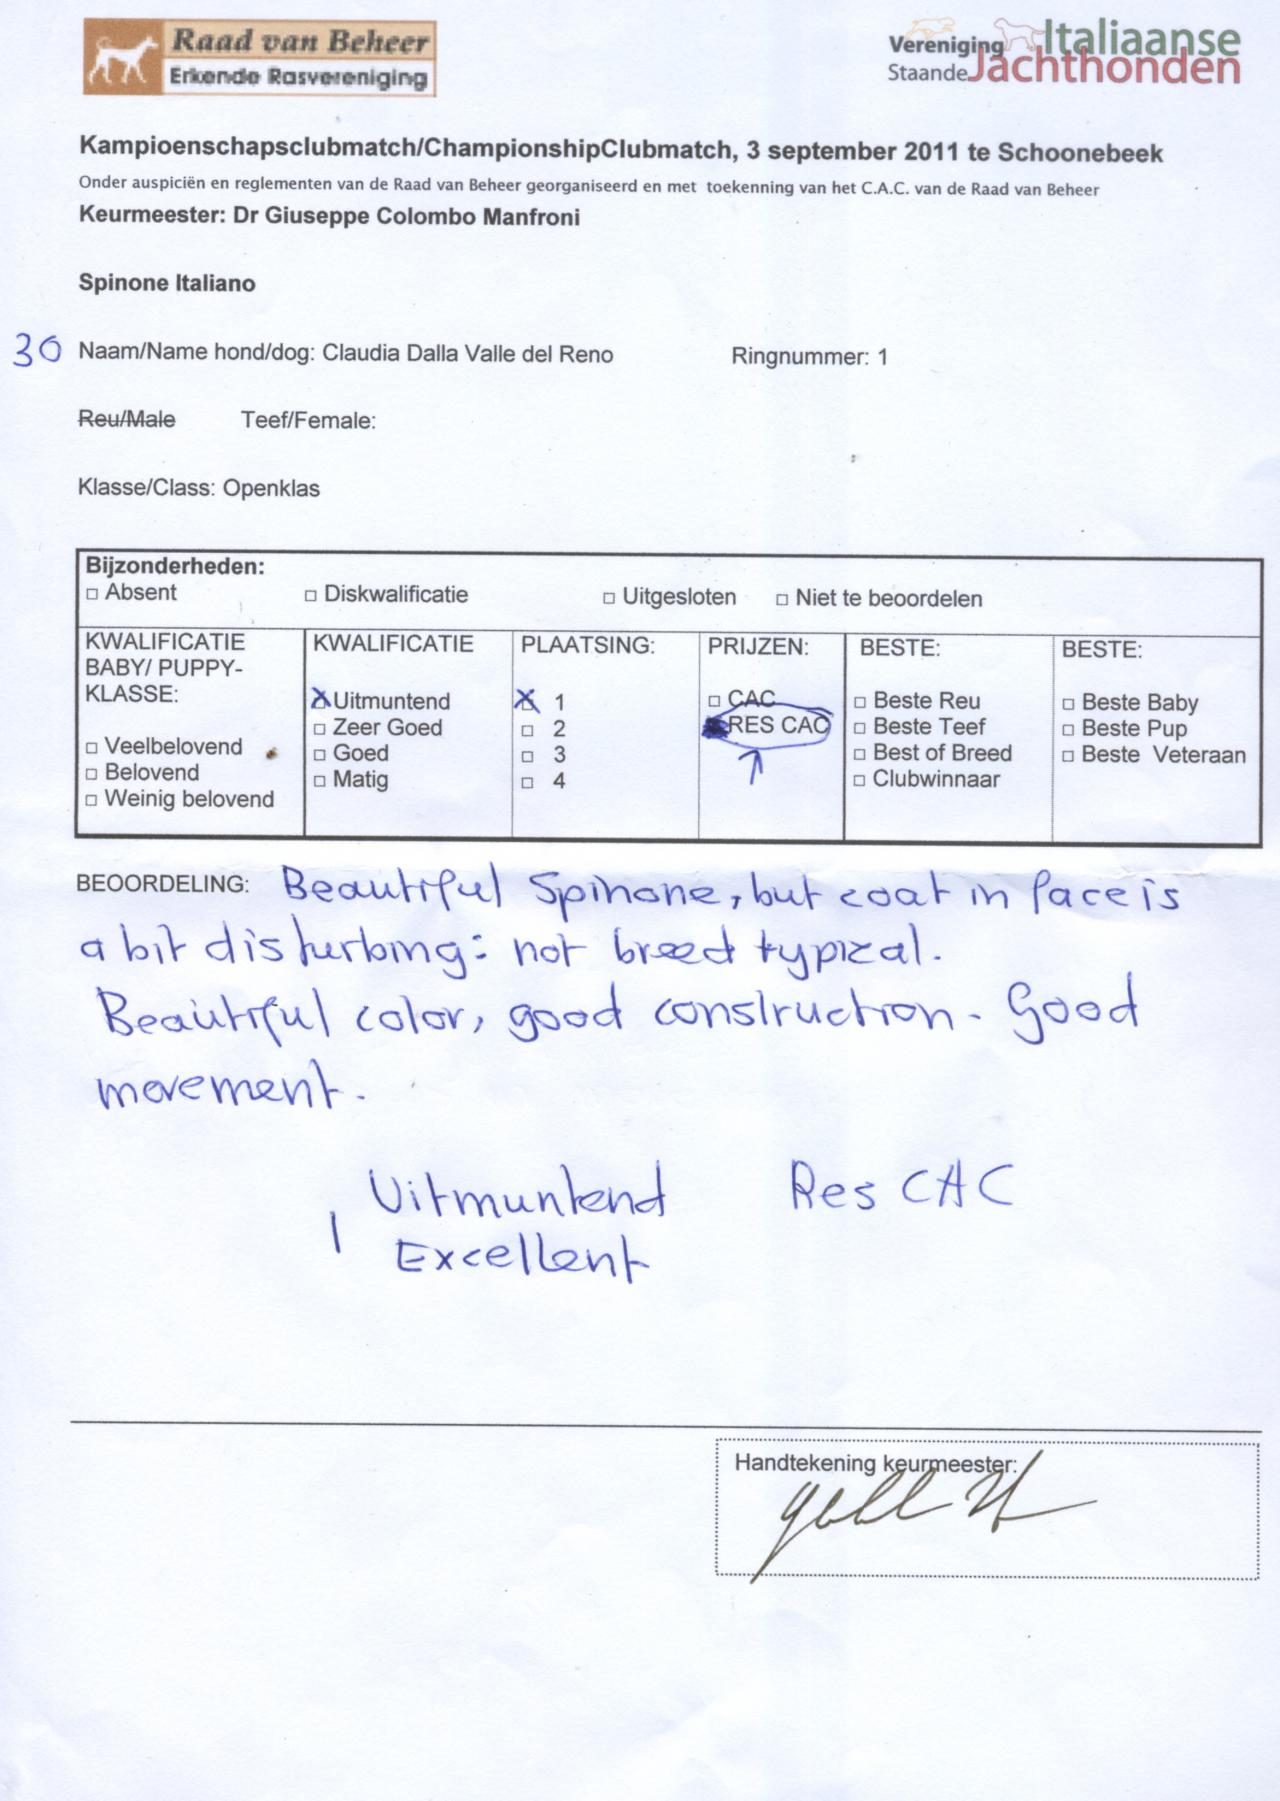 Raad van Beheer
Erkende Rasvereniging
Vereniging Italiaanse
Staande Jachthonden
Kampioenschapsclubmatch/ChampionshipClubmatch, 3 september 2011 te Schoonebeek
Onder auspiciën en reglementen van de Raad van Beheer georganiseerd en met toekenning van het C.A.C. van de Raad van Beheer
Keurmeester: Dr Giuseppe Colombo Manfroni
Spinone Italiano
30 Naam/Name hond/dog: Claudia Dalla Valle del Reno Ringnummer: 1
Reu/Male Teef/Female:
Klasse/Class: Openklas
Bijzonderheden:
□ Absent □ Diskwalificatie □ Uitgesloten □ Niet te beoordelen
KWALIFICATIE
BABY/ PUPPY-
KLASSE:
□ Veelbelovend
□ Belovend
□ Weinig belovend
KWALIFICATIE
X Uitmuntend
□ Zeer Goed
□ Goed
□ Matig
PLAATSING:
X 1
□ 2
□ 3
□ 4
PRIJZEN:
□ CAC
RES CAC
BESTE:
□ Beste Reu
□ Beste Teef
□ Best of Breed
□ Clubwinnaar
BESTE:
□ Beste Baby
□ Beste Pup
□ Beste Veteraan
BEOORDELING: Beautiful Spinone, but coat in face is
a bit disturbing: not breed typical.
Beautiful color, good construction. Good
movement.
Uitmuntend Res CAC
1 Excellent
Handtekening keurmeester: